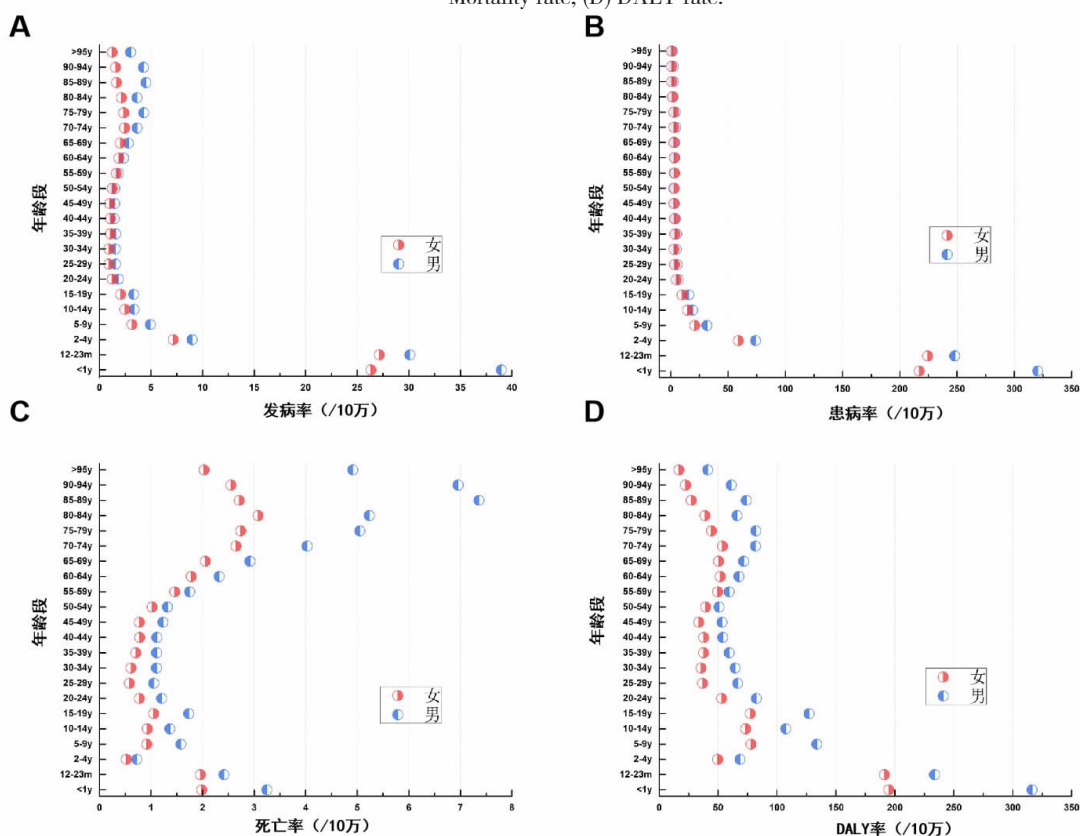 Mortality rate; (D) DALY rate.
A
>95y
90-94y
85-89y
80-84y
75-79y
70-74y
65-69y
60-64y
55-59y
50-54y
45-49y
40-44y
35-39y
30-34y
25-29y
20-24y
15-19y
10-14y
5-9y
2-4y
12-23m
<1y
年龄段
女
男
0 5 10 15 20 25 30 35 40
发病率（/10万）
B
>95y
90-94y
85-89y
80-84y
75-79y
70-74y
65-69y
60-64y
55-59y
50-54y
45-49y
40-44y
35-39y
30-34y
25-29y
20-24y
15-19y
10-14y
5-9y
2-4y
12-23m
<1y
年龄段
女
男
0 50 100 150 200 250 300 350
患病率（/10万）
C
>95y
90-94y
85-89y
80-84y
75-79y
70-74y
65-69y
60-64y
55-59y
50-54y
45-49y
40-44y
35-39y
30-34y
25-29y
20-24y
15-19y
10-14y
5-9y
2-4y
12-23m
<1y
年龄段
女
男
0 1 2 3 4 5 6 7 8
死亡率（/10万）
D
>95y
90-94y
85-89y
80-84y
75-79y
70-74y
65-69y
60-64y
55-59y
50-54y
45-49y
40-44y
35-39y
30-34y
25-29y
20-24y
15-19y
10-14y
5-9y
2-4y
12-23m
<1y
年龄段
女
男
0 50 100 150 200 250 300 350
DALY率（/10万）